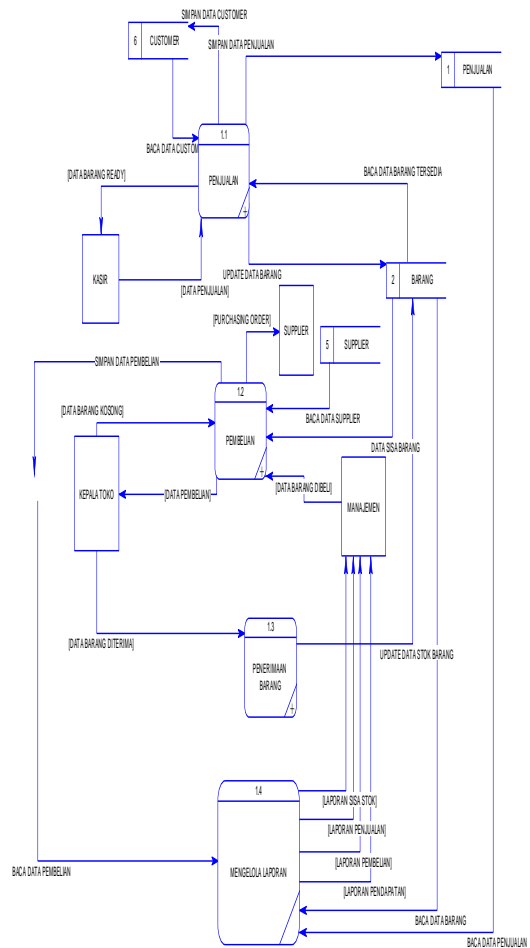 SIMPAN DATA CUSTOMER
6 CUSTOMER
SIMPAN DATA PENJUALAN
1 PENJUALAN
1.1
PENJUALAN
BACA DATA CUSTOM
BACA DATA BARANG TERSEDIA
[DATA BARANG READY]
KASIR
[DATA PENJUALAN]
UPDATE DATA BARANG
2 BARANG
[PURCHASING ORDER]
SUPPLIER
5 SUPPLIER
SIMPAN DATA PEMBELIAN
1.2
PEMBELIAN
[DATA BARANG KOSONG]
BACA DATA SUPPLIER
DATA SISA BARANG
KEPALA TOKO
[DATA PEMBELIAN]
[DATA BARANG DIBELI]
MANAJEMEN
1.3
PENERIMAAN
BARANG
[DATA BARANG DITERIMA]
UPDATE DATA STOK BARANG
1.4
MENGELOLA LAPORAN
[LAPORAN SISA STOK]
[LAPORAN PENJUALAN]
[LAPORAN PEMBELIAN]
[LAPORAN PENDAPATAN]
BACA DATA PEMBELIAN
BACA DATA BARANG
BACA DATA PENJUALAN